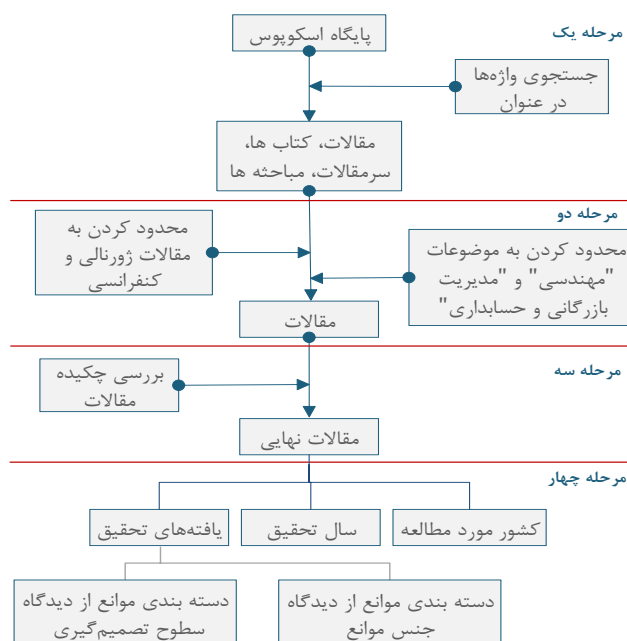 مرحله یک
پایگاه اسکوپوس
جستجوی واژه‌ها
در عنوان
مقالات، کتاب ها،
سرمقالات، مباحثه ها
مرحله دو
محدود کردن به موضوعات
"مهندسی" و "مدیریت
بازرگانی و حسابداری"
محدود کردن به
مقالات ژورنالی و
کنفرانسی
مقالات
مرحله سه
بررسی چکیده
مقالات
مقالات نهایی
مرحله چهار
کشور مورد مطالعه
سال تحقیق
یافته‌های تحقیق
دسته بندی موانع از دیدگاه
جنس موانع
دسته بندی موانع از دیدگاه
سطوح تصمیم‌گیری